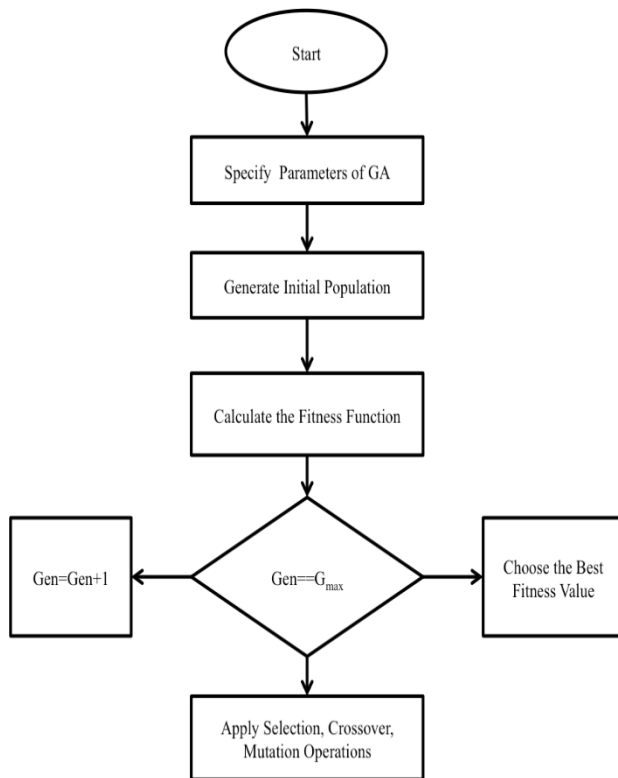 Start
Specify Parameters of GA
Generate Initial Population
Calculate the Fitness Function
Gen=Gen+1
Gen==Gmax
Choose the Best
Fitness Value
Apply Selection, Crossover,
Mutation Operations